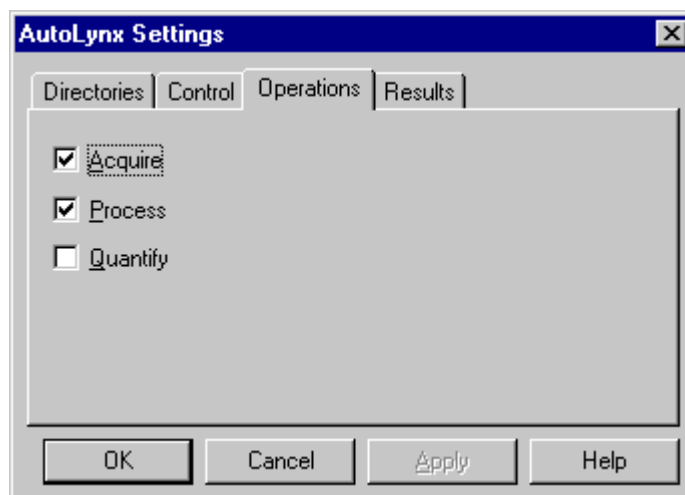 AutoLynx Settings
Directories Control Operations Results
Acquire
Process
Quantify
OK Cancel Apply Help